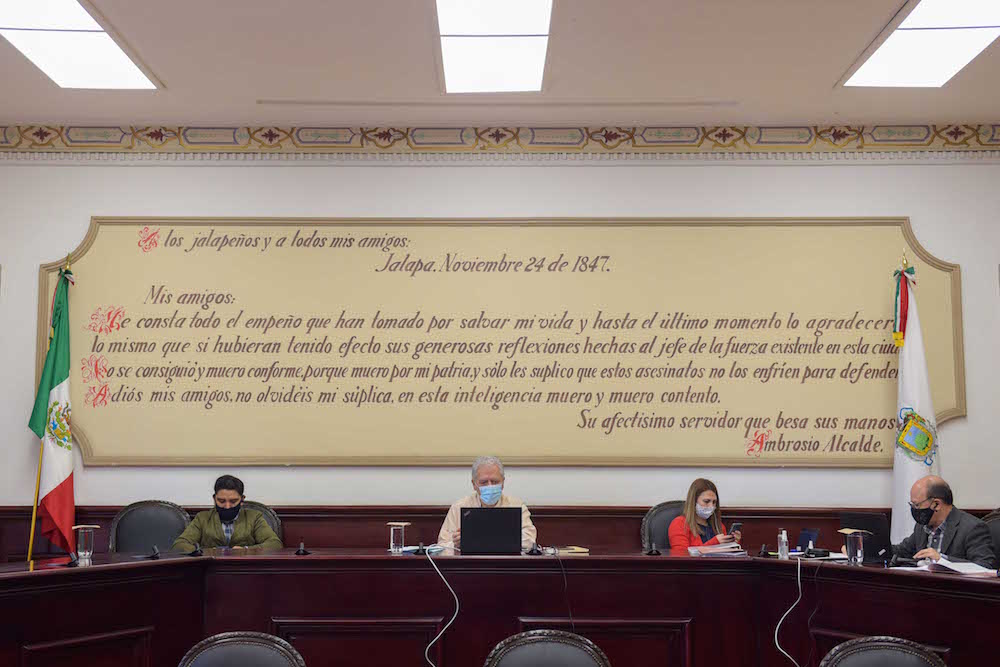 A los jalapeños y a todos mis amigos:
Jalapa, Noviembre 24 de 1847.
Mis amigos:
Me consta todo el empeño que han tomado por salvar mi vida y hasta el último momento lo agradecer
lo mismo que si hubieran tenido efecto sus generosas reflexiones hechas al jefe de la fuerza existente en esta
No se consiguió y muero conforme, porque muero por mi patria, y sólo les suplico que estos asesinatos no los enfríen para defender
Adiós mis amigos, no olvidéis mi súplica, en esta inteligencia muero y muero contento.
Su afectísimo servidor que besa sus manos
Ambrosio Alcalde.